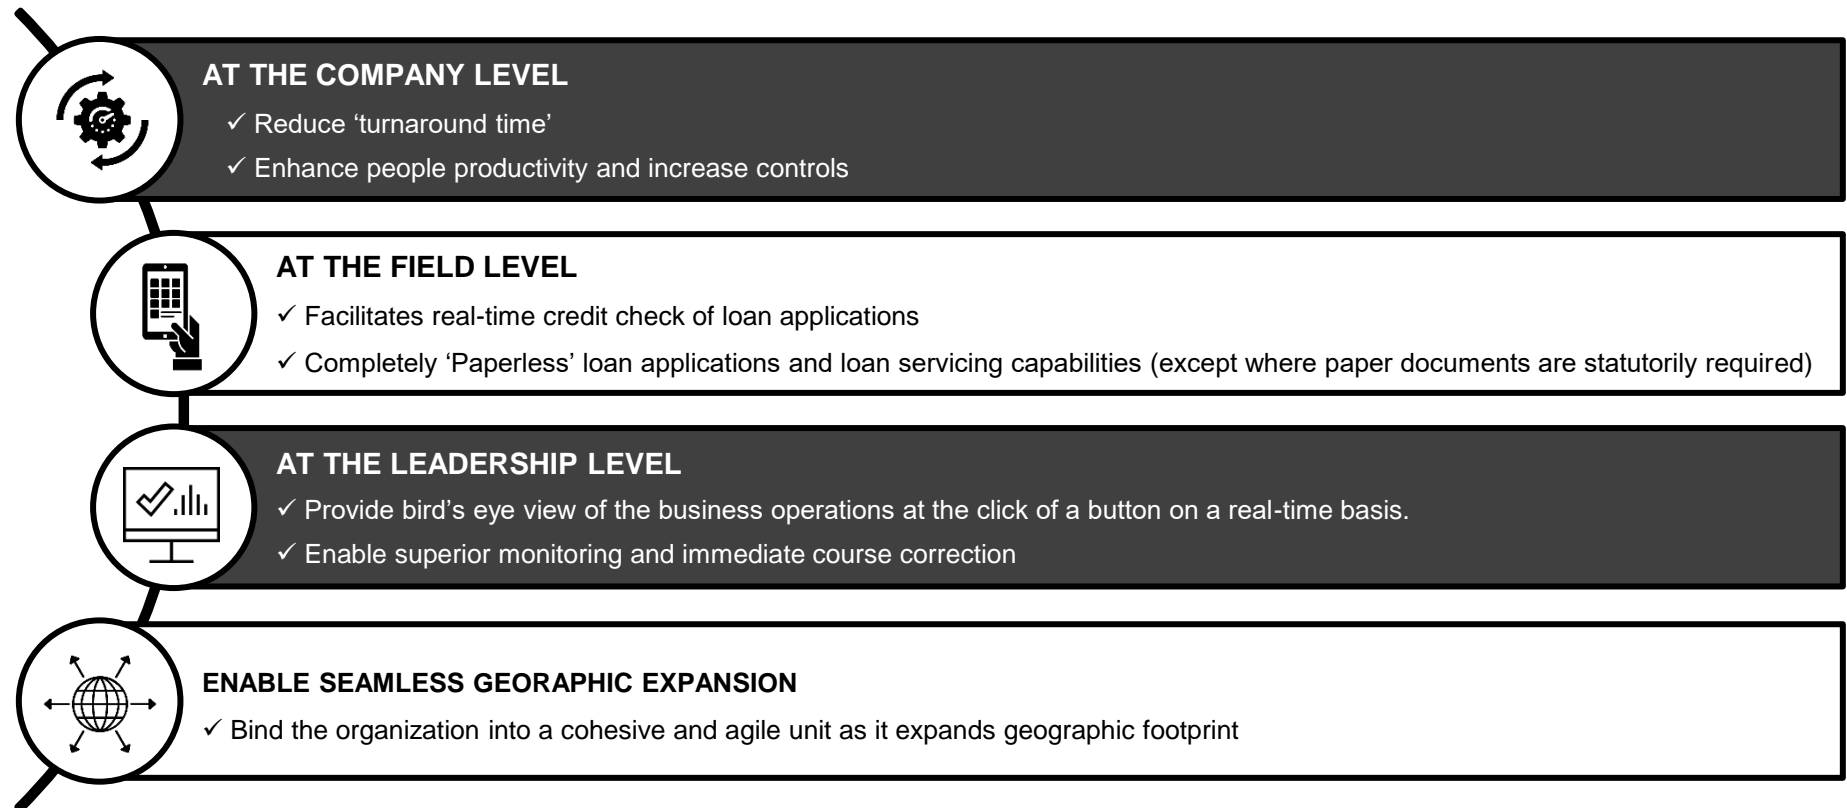 AT THE COMPANY LEVEL
✓ Reduce ‘turnaround time’
✓ Enhance people productivity and increase controls
AT THE FIELD LEVEL
✓ Facilitates real-time credit check of loan applications
✓ Completely ‘Paperless’ loan applications and loan servicing capabilities (except where paper documents are statutorily required)
AT THE LEADERSHIP LEVEL
✓ Provide bird’s eye view of the business operations at the click of a button on a real-time basis.
✓ Enable superior monitoring and immediate course correction
ENABLE SEAMLESS GEORAPHIC EXPANSION
✓ Bind the organization into a cohesive and agile unit as it expands geographic footprint